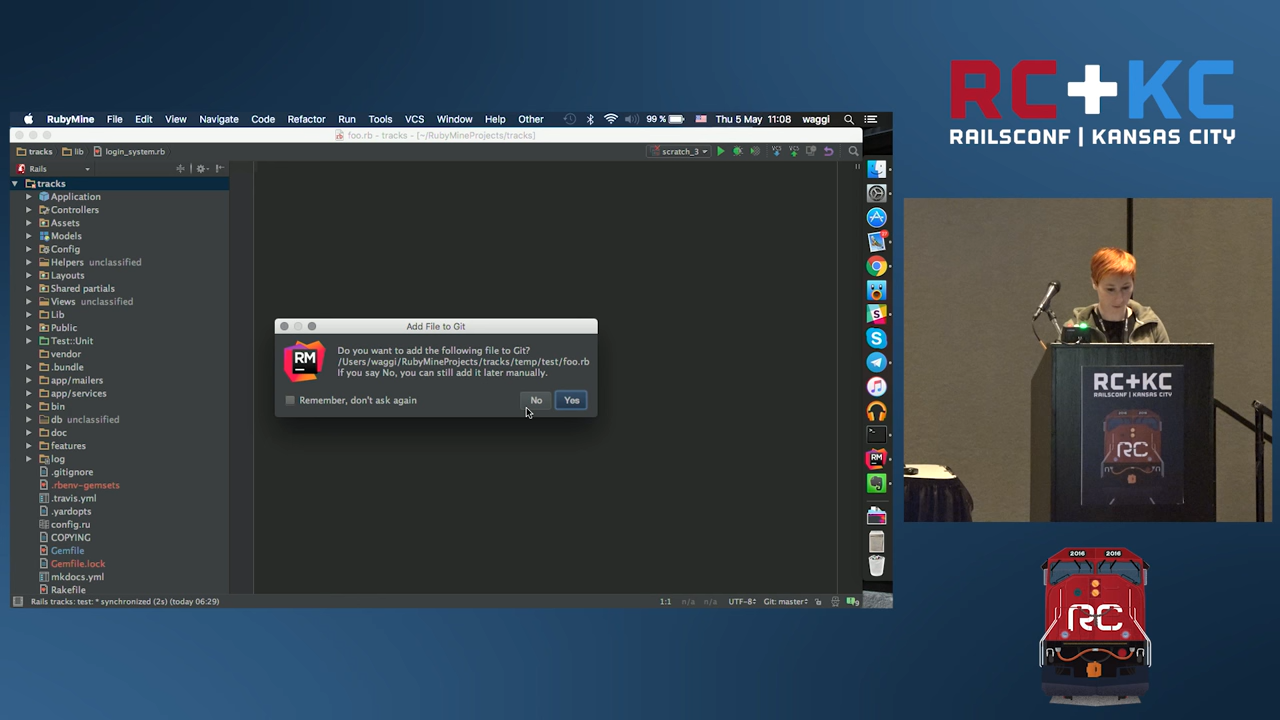 RubyMine File Edit View Navigate Code Refactor Run Tools VCS Window Help Other 99 % Thu 5 May 11:08 waggi
foo.rb - tracks - [~/RubyMineProjects/tracks]
tracks lib login_system.rb scratch_3 VCS VCS
Rails
tracks
Application
Controllers
Assets
Models
Config
Helpers unclassified
Layouts
Shared partials
Views unclassified
Lib
Public
Test::Unit
vendor
.bundle
app/mailers
app/services
bin
db unclassified
doc
features
log
.gitignore
.rbenv-gemsets
.travis.yml
.yardopts
config.ru
COPYING
Gemfile
Gemfile.lock
mkdocs.yml
Rakefile
Add File to Git
RM
Do you want to add the following file to Git?
/Users/waggi/RubyMineProjects/tracks/temp/test/foo.rb
If you say No, you can still add it later manually.
Remember, don't ask again
No Yes
Rails tracks: test: * synchronized (2s) (today 06:29) 1:1 n/a n/a UTF-8 Git: master
RM
RC+KC
RAILSCONF | KANSAS CITY
RC+KC
RAILSCONF | KANSAS CITY
RC
2016 2016
RC